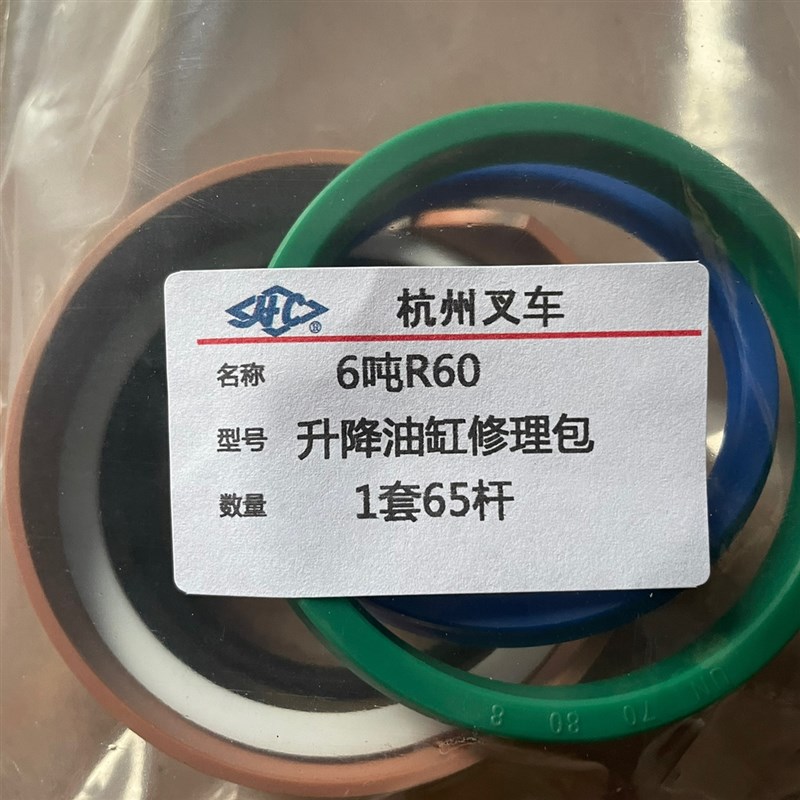 HC® 杭州叉车
名称 6吨R60
型号 升降油缸修理包
数量 1套65杆
UN 70 80 8